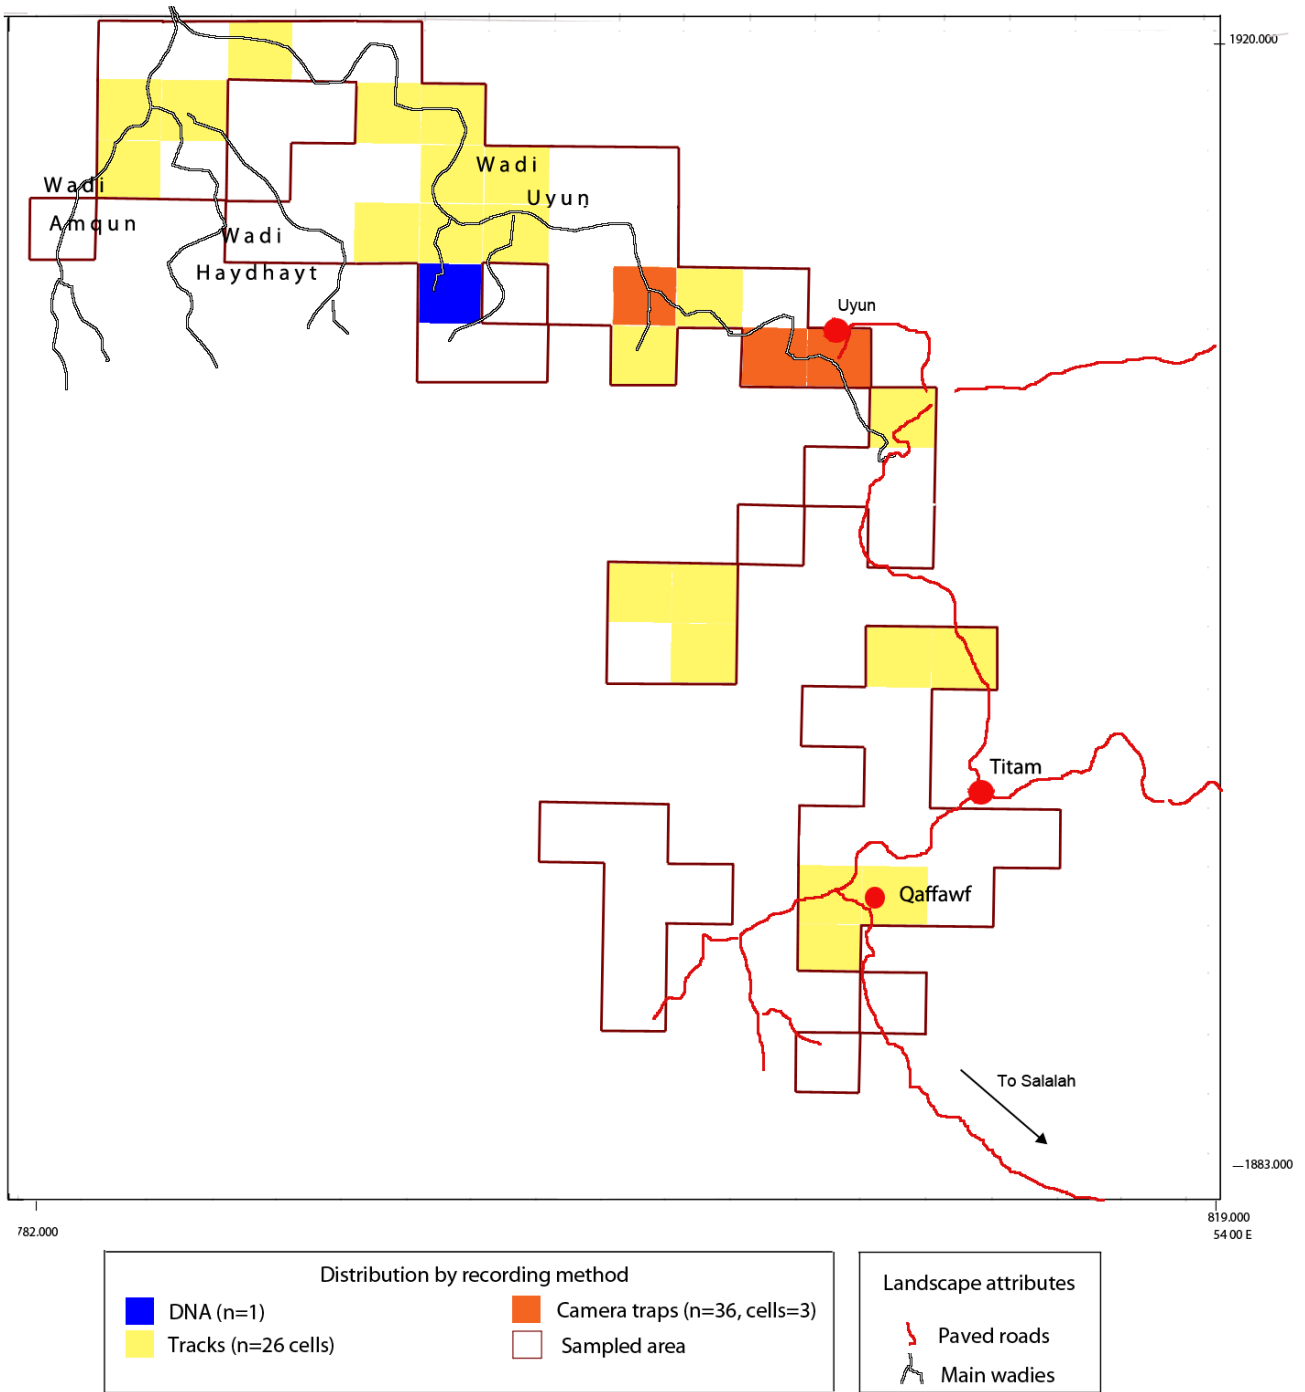 1920.000
Wadi
Uyun
Wadi
Amqun
Wadi
Haydhayt
Uyun
Titam
Qaffawf
To Salalah
1883.000
782.000
819.000
54 00 E
Distribution by recording method
DNA (n=1)
Camera traps (n=36, cells=3)
Tracks (n=26 cells)
Sampled area
Landscape attributes
Paved roads
Main wadies